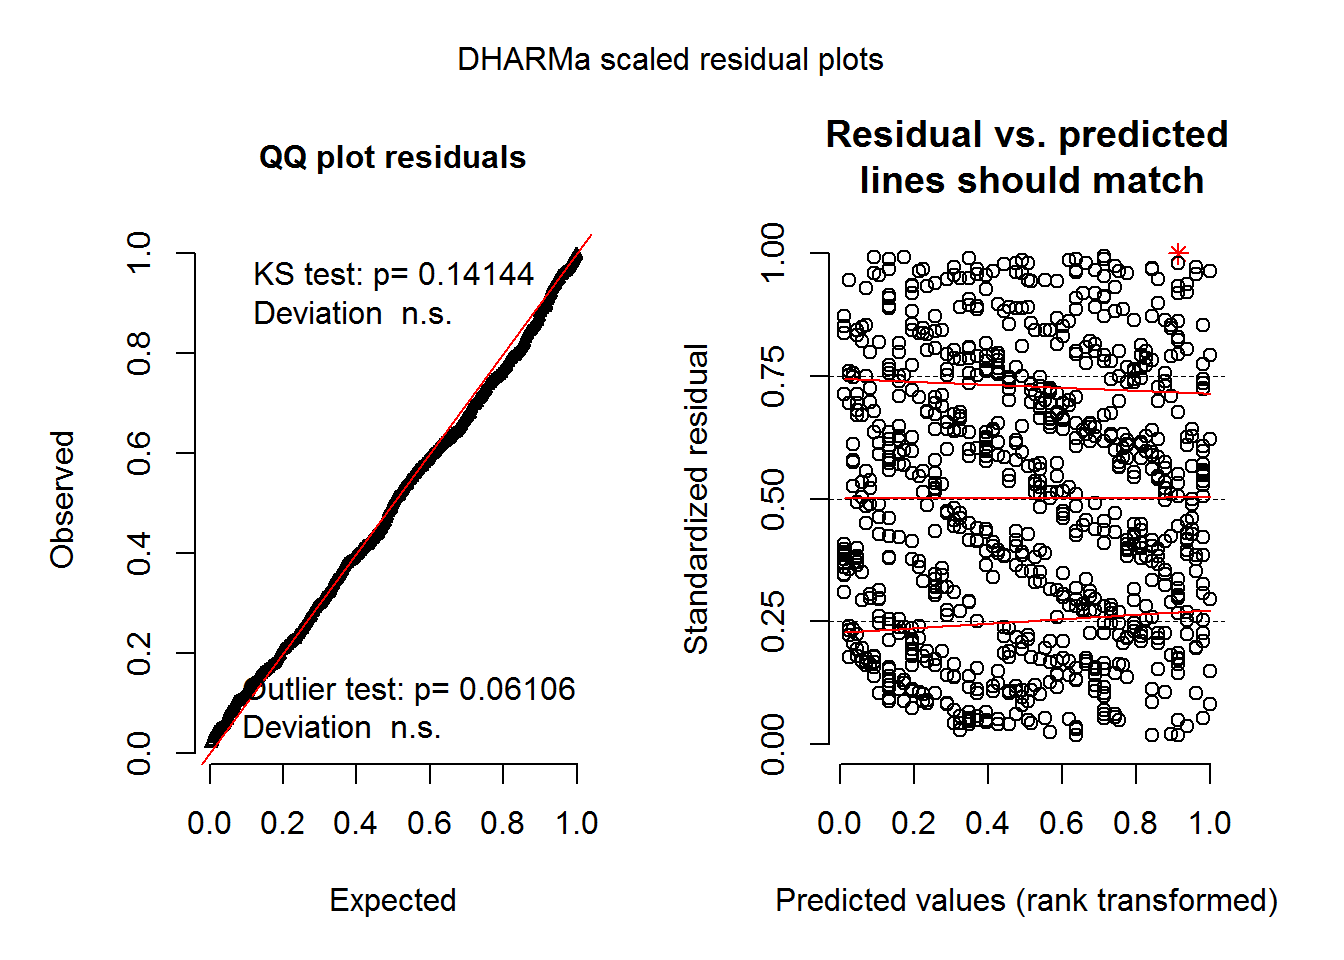 DHARMa scaled residual plots
QQ plot residuals
KS test: p= 0.14144
Deviation  n.s.
Outlier test: p= 0.06106
Deviation  n.s.
Observed
0.0 0.2 0.4 0.6 0.8 1.0
0.0 0.2 0.4 0.6 0.8 1.0
Expected
Residual vs. predicted
lines should match
Standardized residual
0.00 0.25 0.50 0.75 1.00
0.0 0.2 0.4 0.6 0.8 1.0
Predicted values (rank transformed)